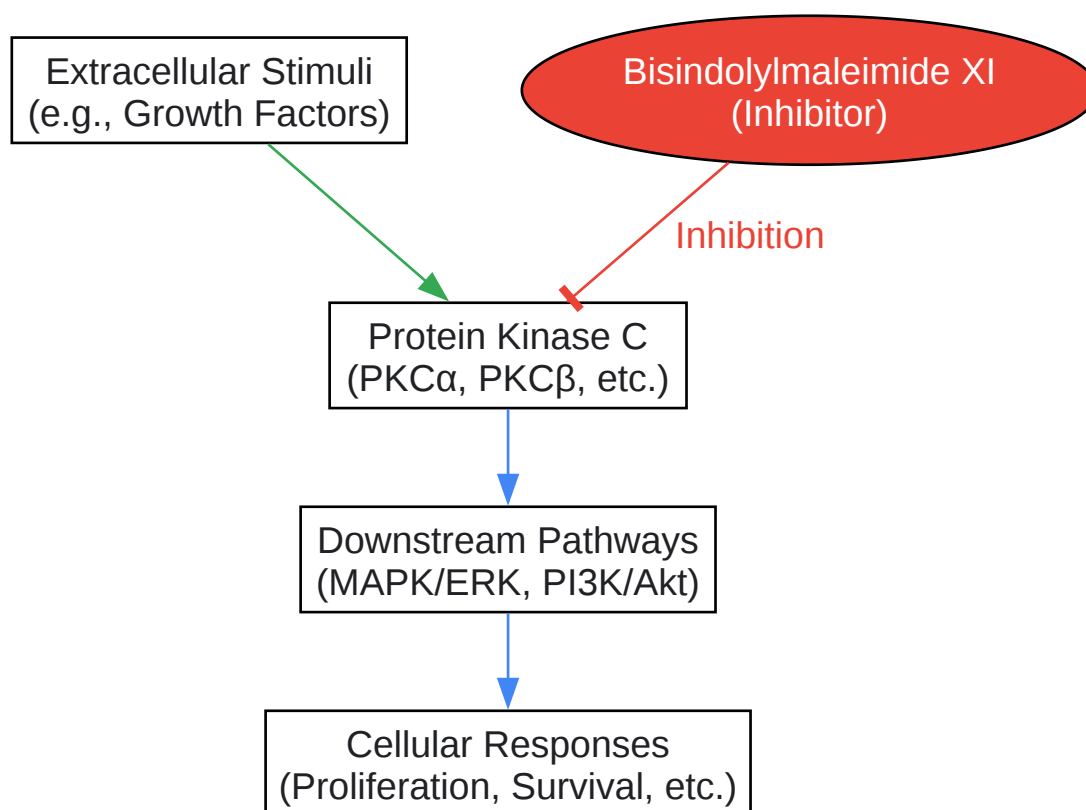 Extracellular Stimuli
(e.g., Growth Factors)
Bisindolylmaleimide XI
(Inhibitor)
Inhibition
Protein Kinase C
(PKCα, PKCβ, etc.)
Downstream Pathways
(MAPK/ERK, PI3K/Akt)
Cellular Responses
(Proliferation, Survival, etc.)